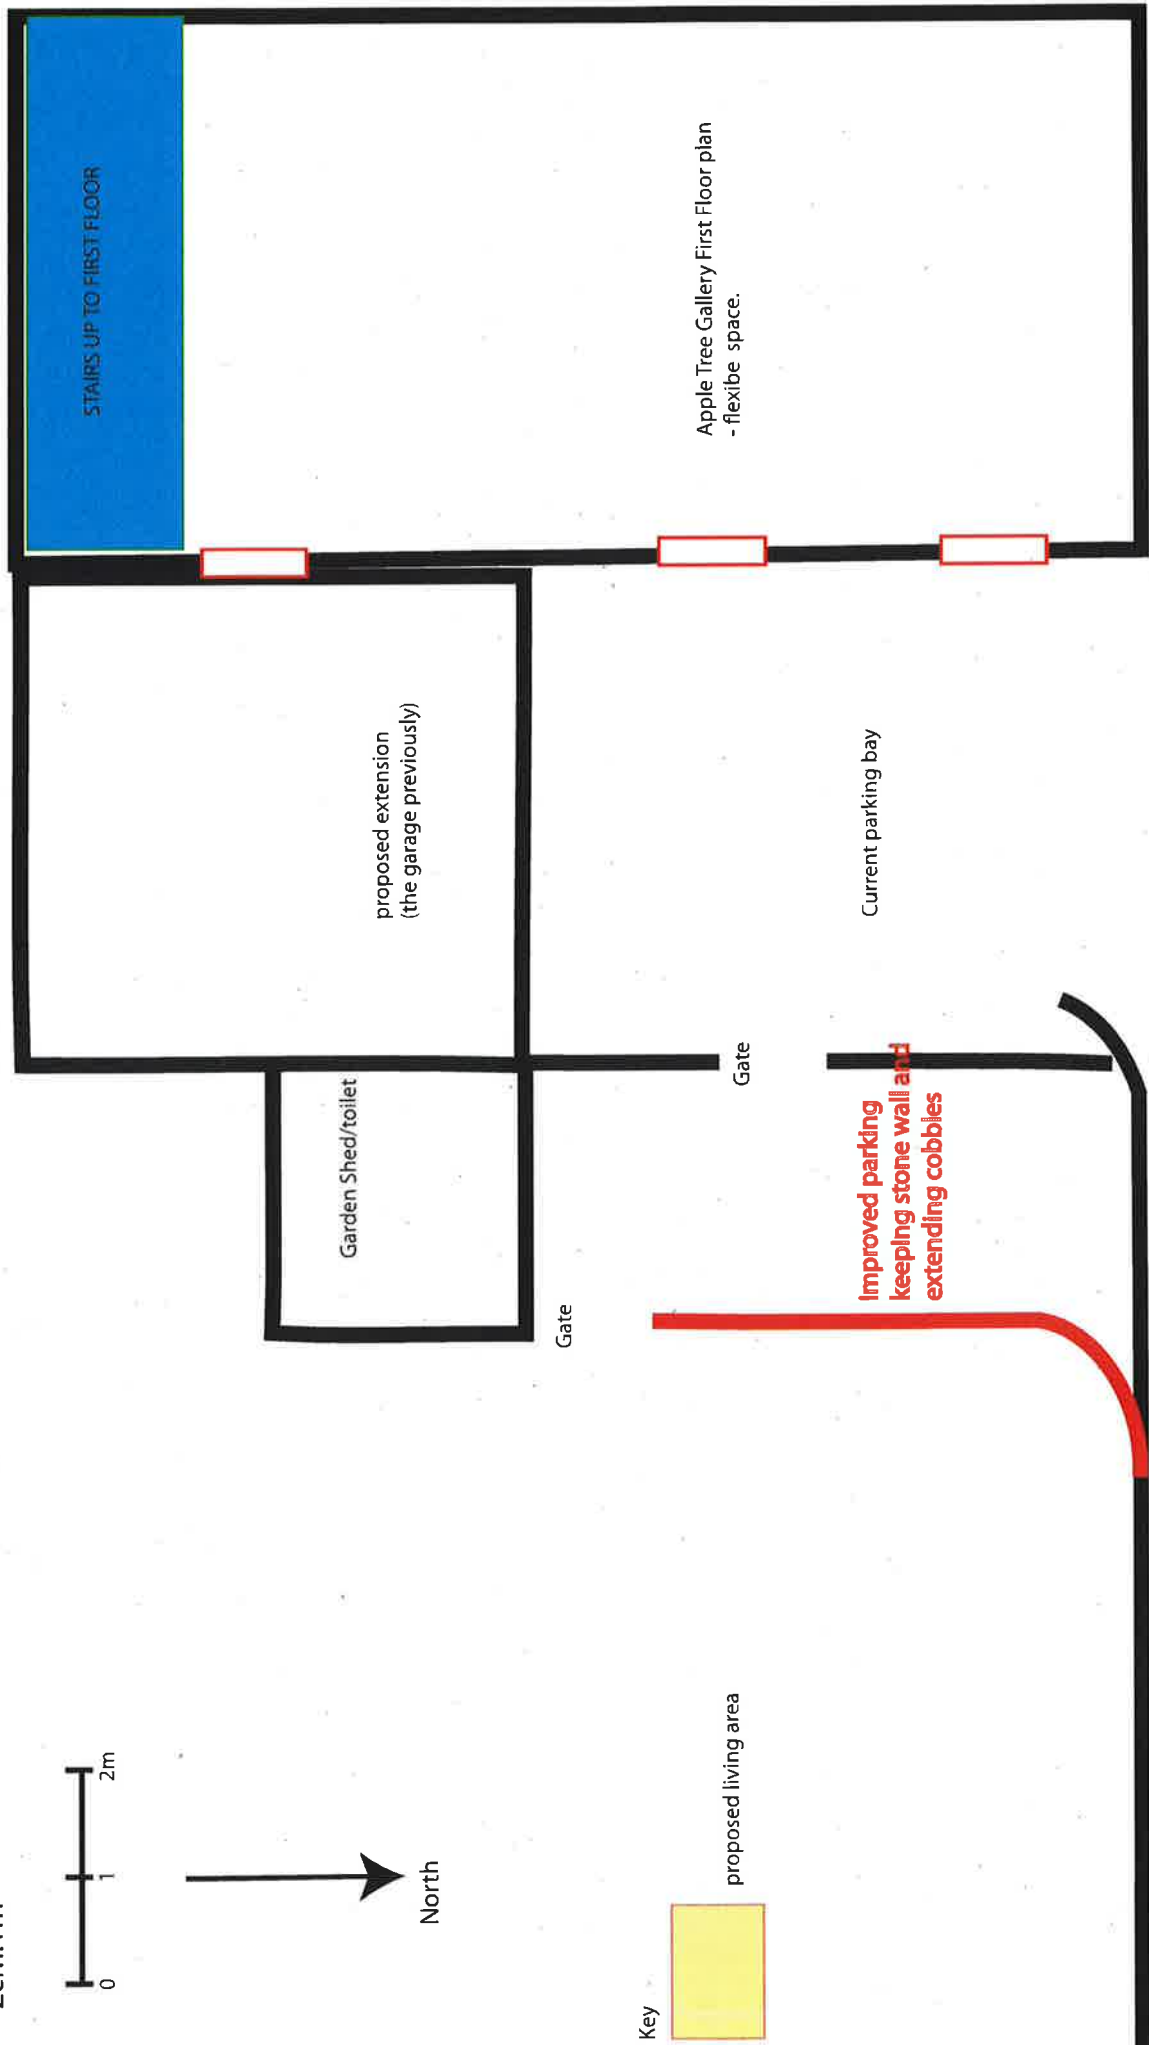 STAIRS UP TO FIRST FLOOR
Apple Tree Gallery First Floor plan
- flexibe space.
proposed extension
(the garage previously)
Current parking bay
Garden Shed/toilet
Gate
Gate
Improved parking
keeping stone wall and
extending cobbles
0 1 2m
North
Key
proposed living area